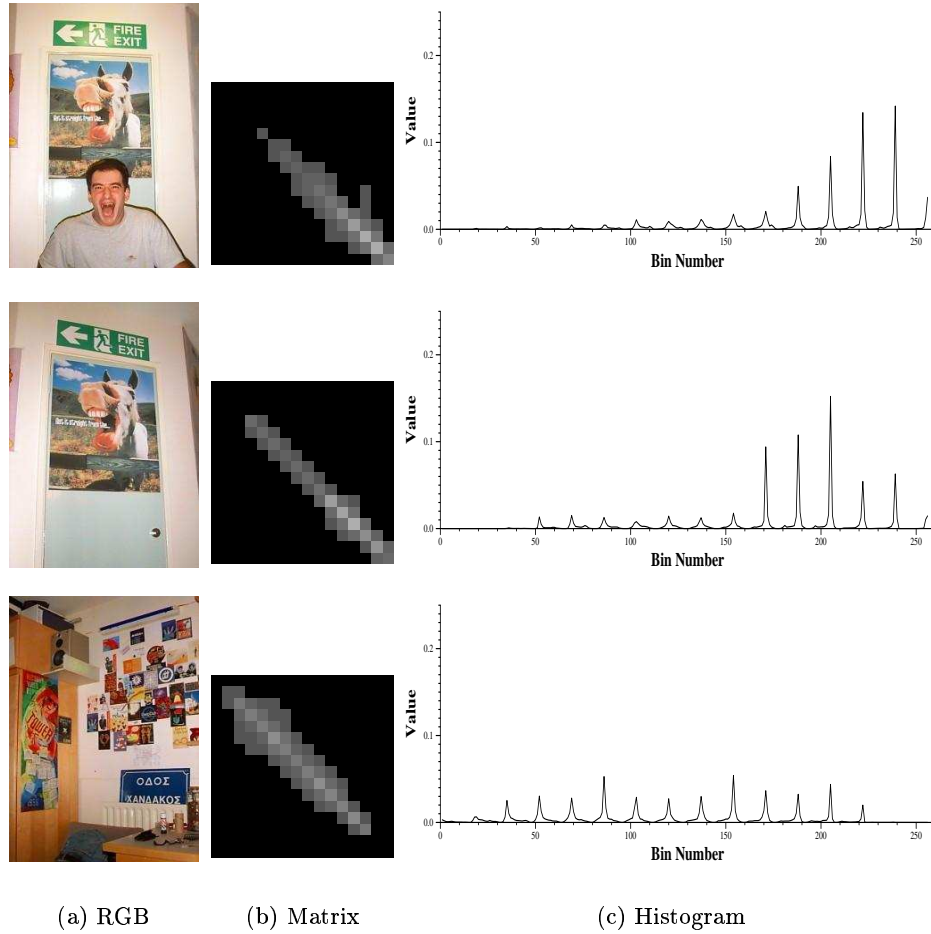 FIRE
EXIT
0.2
0.1
0.0
0 50 100 150 200 250
Value
Bin Number
FIRE
EXIT
0.2
0.1
0.0
0 50 100 150 200 250
Value
Bin Number
ΟΔΟΣ
ΧΑΝΔΑΚΟΣ
0.2
0.1
0.0
0 50 100 150 200 250
Value
Bin Number
(a) RGB (b) Matrix (c) Histogram